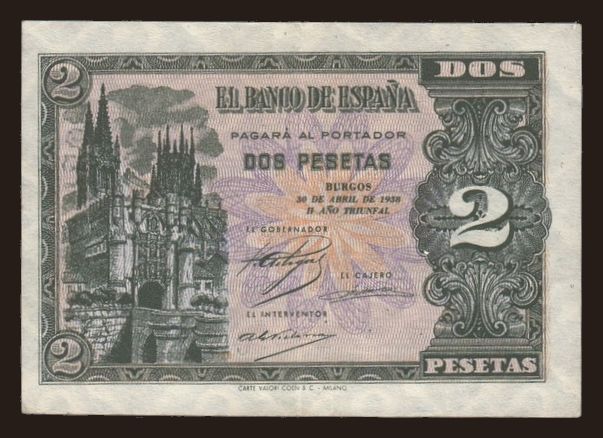 2
DOS
EL BANCO DE ESPAÑA
PAGARÁ AL PORTADOR
DOS PESETAS
BURGOS
30 DE ABRIL DE 1938
II AÑO TRIUNFAL
2
EL GOBERNADOR
EL CAJERO
EL INTERVENTOR
2
PESETAS
CARTE VALORI COEN & C. - MILANO